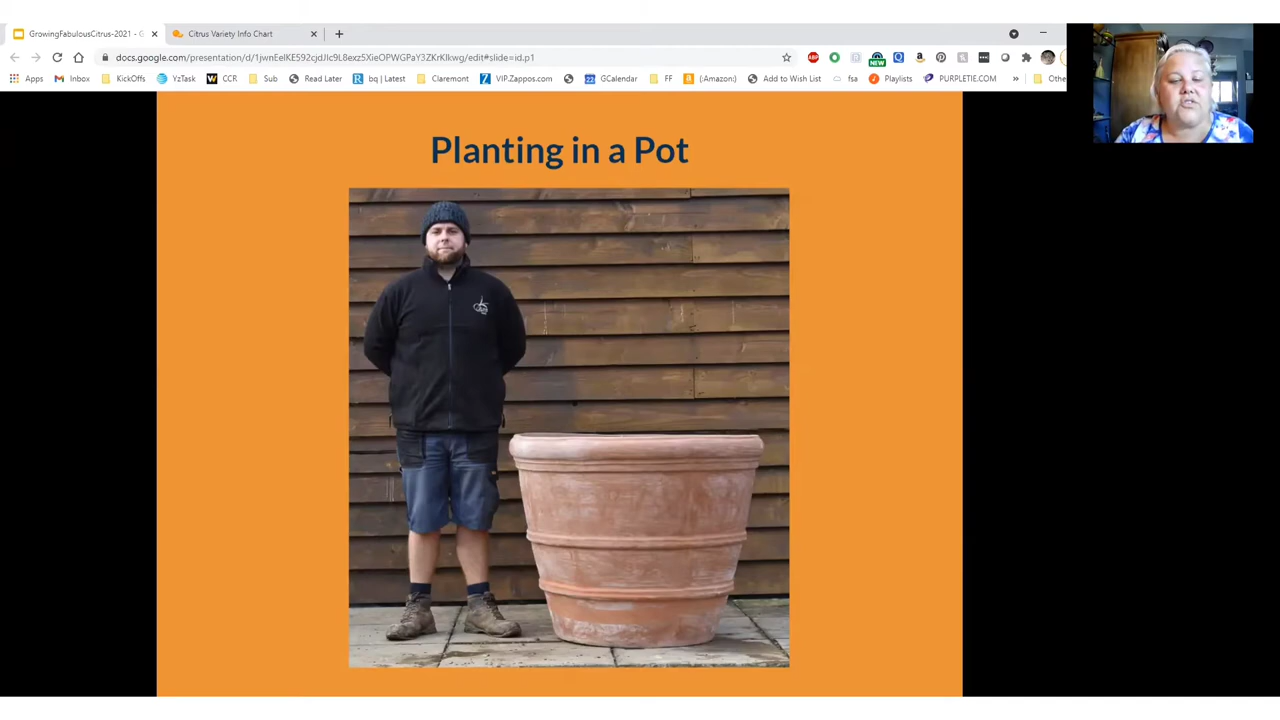 GrowingFabulousCitrus-2021 - G
Citrus Variety Info Chart
docs.google.com/presentation/d/1jwnEelKE592cjdJIc9L8exz5XieOPWGPaY3ZKrKlkwg/edit#slide=id.p1
Apps Inbox KickOffs YzTask CCR Sub Read Later bq | Latest Claremont VIP.Zappos.com GCalendar FF (:Amazon:) Add to Wish List fsa Playlists PURPLETIE.COM » Othe
Planting in a Pot